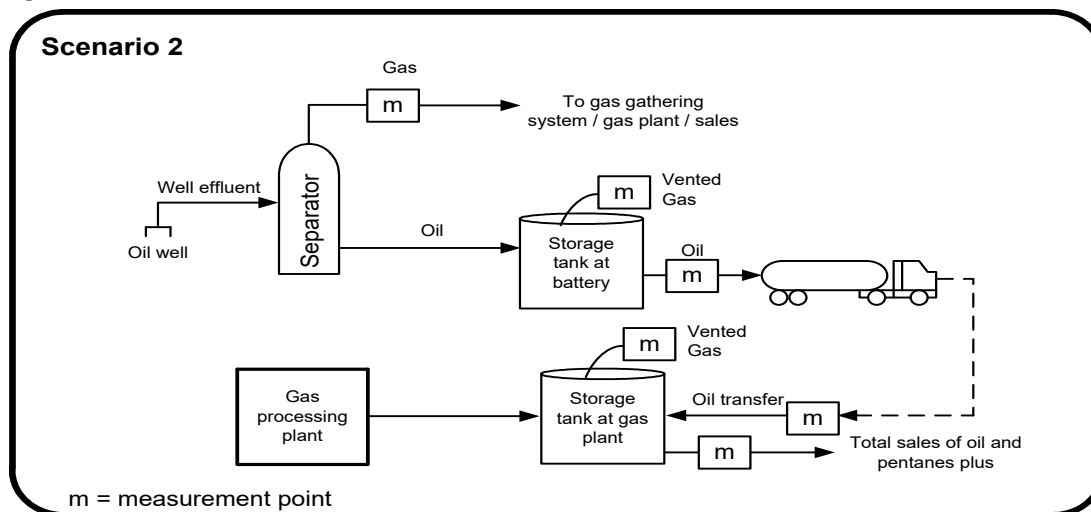 Scenario 2
Gas
m
To gas gathering
system / gas plant / sales
Well effluent
Oil well
Separator
Oil
m
Vented
Gas
Storage
tank at
battery
Oil
m
m
Vented
Gas
Gas
processing
plant
Storage
tank at gas
plant
Oil transfer
m
m
Total sales of oil and
pentanes plus
m = measurement point